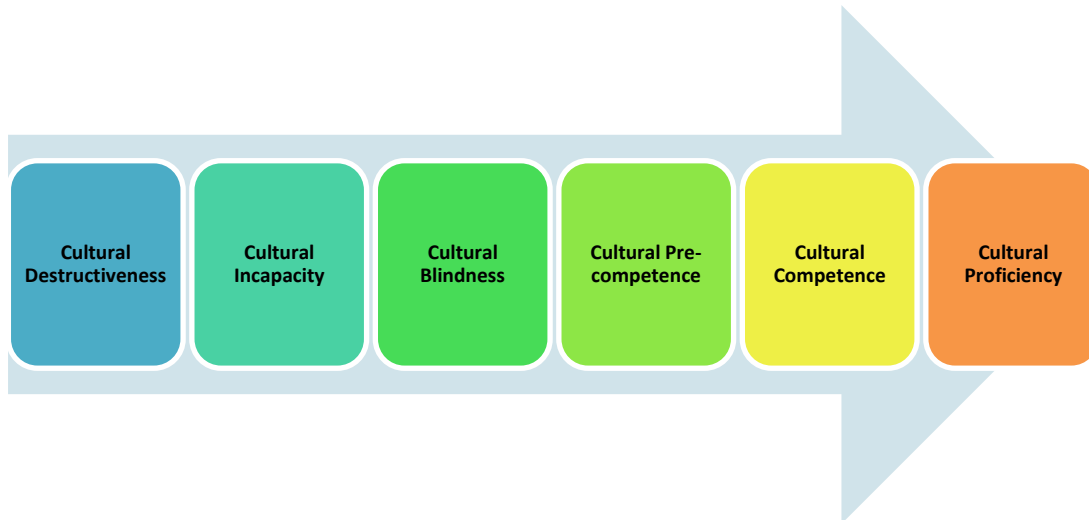 Cultural
Destructiveness
Cultural
Incapacity
Cultural
Blindness
Cultural Pre-
competence
Cultural
Competence
Cultural
Proficiency